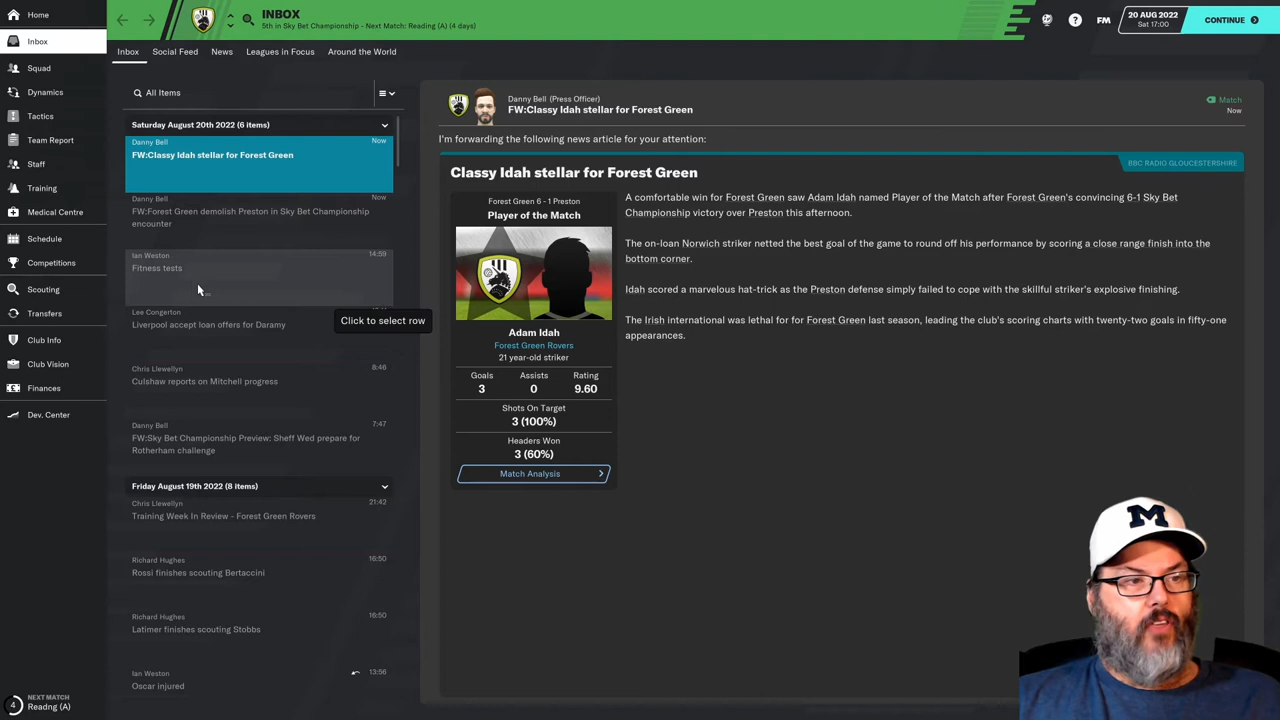 Home
Inbox
Squad
Dynamics
Tactics
Team Report
Staff
Training
Medical Centre
Schedule
Competitions
Scouting
Transfers
Club Info
Club Vision
Finances
Dev. Center
4
NEXT MATCH
Readng (A)
INBOX
5th in Sky Bet Championship - Next Match: Reading (A) (4 days)
?
FM
20 AUG 2022
Sat 17:00
CONTINUE
Inbox
Social Feed
News
Leagues in Focus
Around the World
All Items
Saturday August 20th 2022 (6 items)
Danny Bell
Now
FW:Classy Idah stellar for Forest Green
Danny Bell
Now
FW:Forest Green demolish Preston in Sky Bet Championship
encounter
Ian Weston
14:59
Fitness tests
Lee Congerton
Liverpool accept loan offers for Daramy
Click to select row
Chris Llewellyn
8:46
Culshaw reports on Mitchell progress
Danny Bell
7:47
FW:Sky Bet Championship Preview: Sheff Wed prepare for
Rotherham challenge
Friday August 19th 2022 (8 items)
Chris Llewellyn
21:42
Training Week In Review - Forest Green Rovers
Richard Hughes
16:50
Rossi finishes scouting Bertaccini
Richard Hughes
16:50
Latimer finishes scouting Stobbs
Ian Weston
13:56
Oscar injured
Danny Bell (Press Officer)
FW:Classy Idah stellar for Forest Green
Match
Now
I'm forwarding the following news article for your attention:
BBC RADIO GLOUCESTERSHIRE
Classy Idah stellar for Forest Green
Forest Green 6 - 1 Preston
Player of the Match
Adam Idah
Forest Green Rovers
21 year-old striker
Goals
Assists
Rating
3
0
9.60
Shots On Target
3 (100%)
Headers Won
3 (60%)
Match Analysis
A comfortable win for Forest Green saw Adam Idah named Player of the Match after Forest Green's convincing 6-1 Sky Bet
Championship victory over Preston this afternoon.
The on-loan Norwich striker netted the best goal of the game to round off his performance by scoring a close range finish into the
bottom corner.
Idah scored a marvelous hat-trick as the Preston defense simply failed to cope with the skillful striker's explosive finishing.
The Irish international was lethal for for Forest Green last season, leading the club's scoring charts with twenty-two goals in fifty-one
appearances.
M